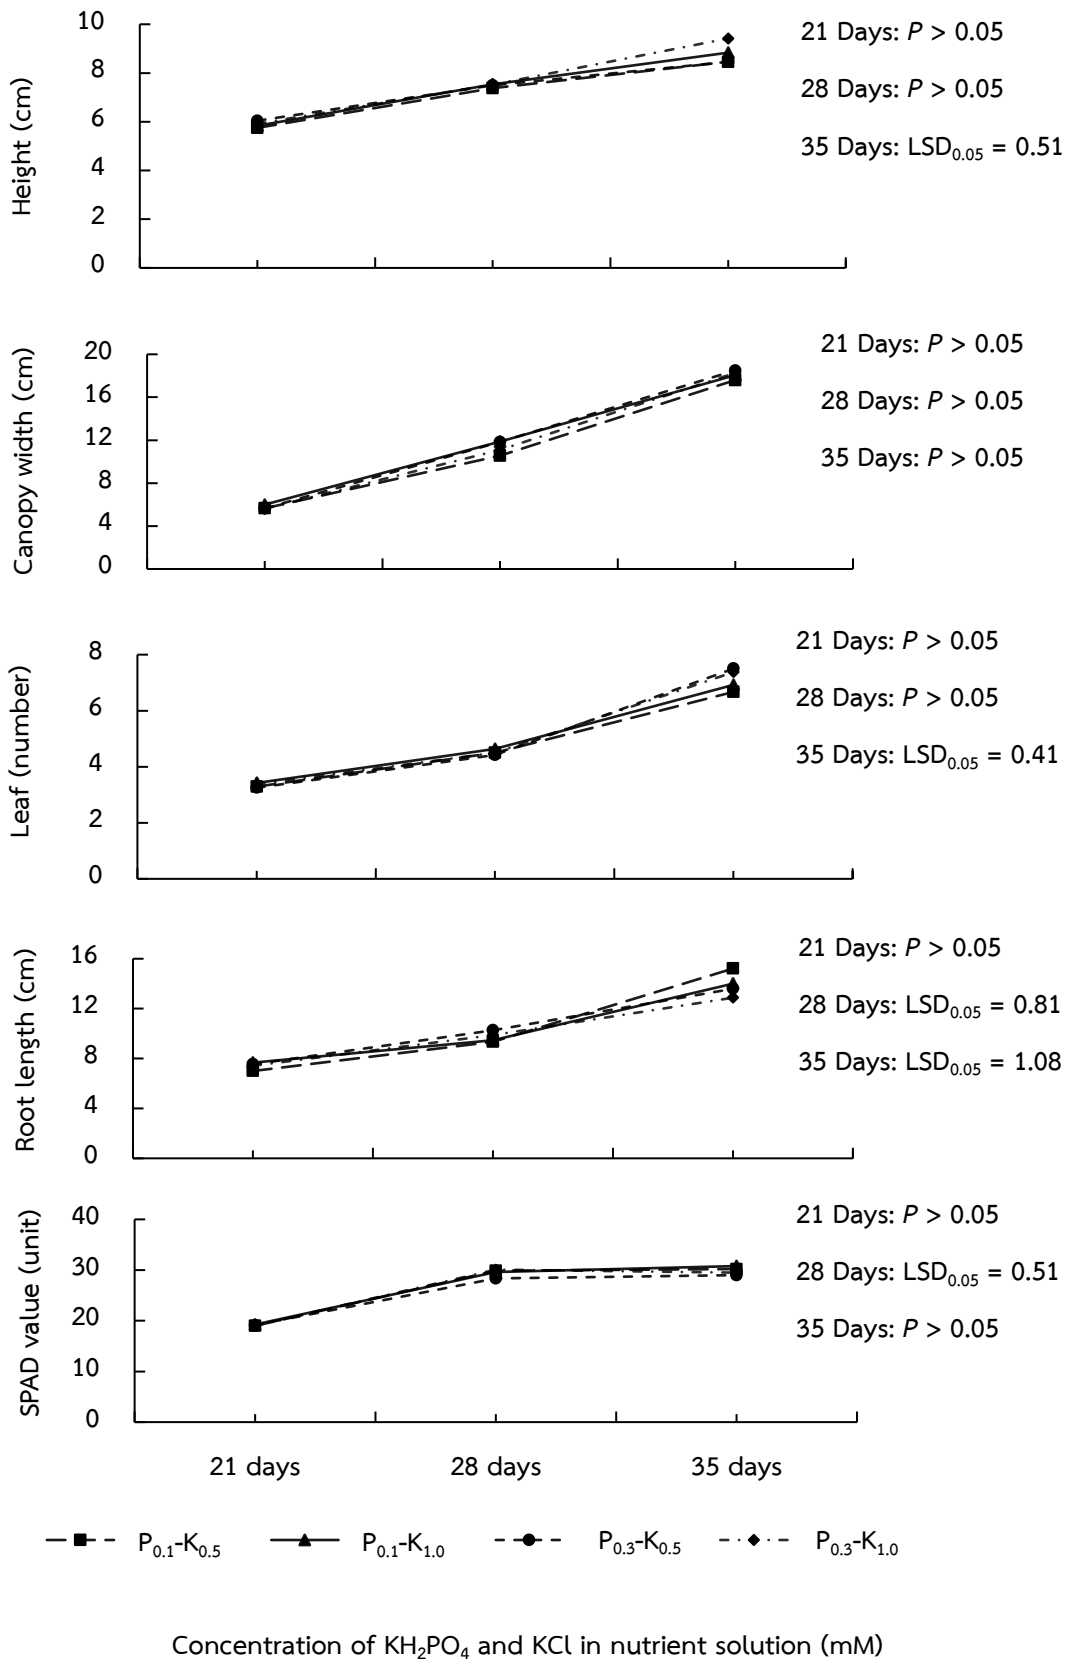 Height (cm)
10
8
6
4
2
0
21 Days: P > 0.05
28 Days: P > 0.05
35 Days: LSD0.05 = 0.51
Canopy width (cm)
20
16
12
8
4
0
21 Days: P > 0.05
28 Days: P > 0.05
35 Days: P > 0.05
Leaf (number)
8
6
4
2
0
21 Days: P > 0.05
28 Days: P > 0.05
35 Days: LSD0.05 = 0.41
Root length (cm)
16
12
8
4
0
21 Days: P > 0.05
28 Days: LSD0.05 = 0.81
35 Days: LSD0.05 = 1.08
SPAD value (unit)
40
30
20
10
0
21 Days: P > 0.05
28 Days: LSD0.05 = 0.51
35 Days: P > 0.05
21 days 28 days 35 days
P0.1-K0.5 P0.1-K1.0 P0.3-K0.5 P0.3-K1.0
Concentration of KH2PO4 and KCl in nutrient solution (mM)